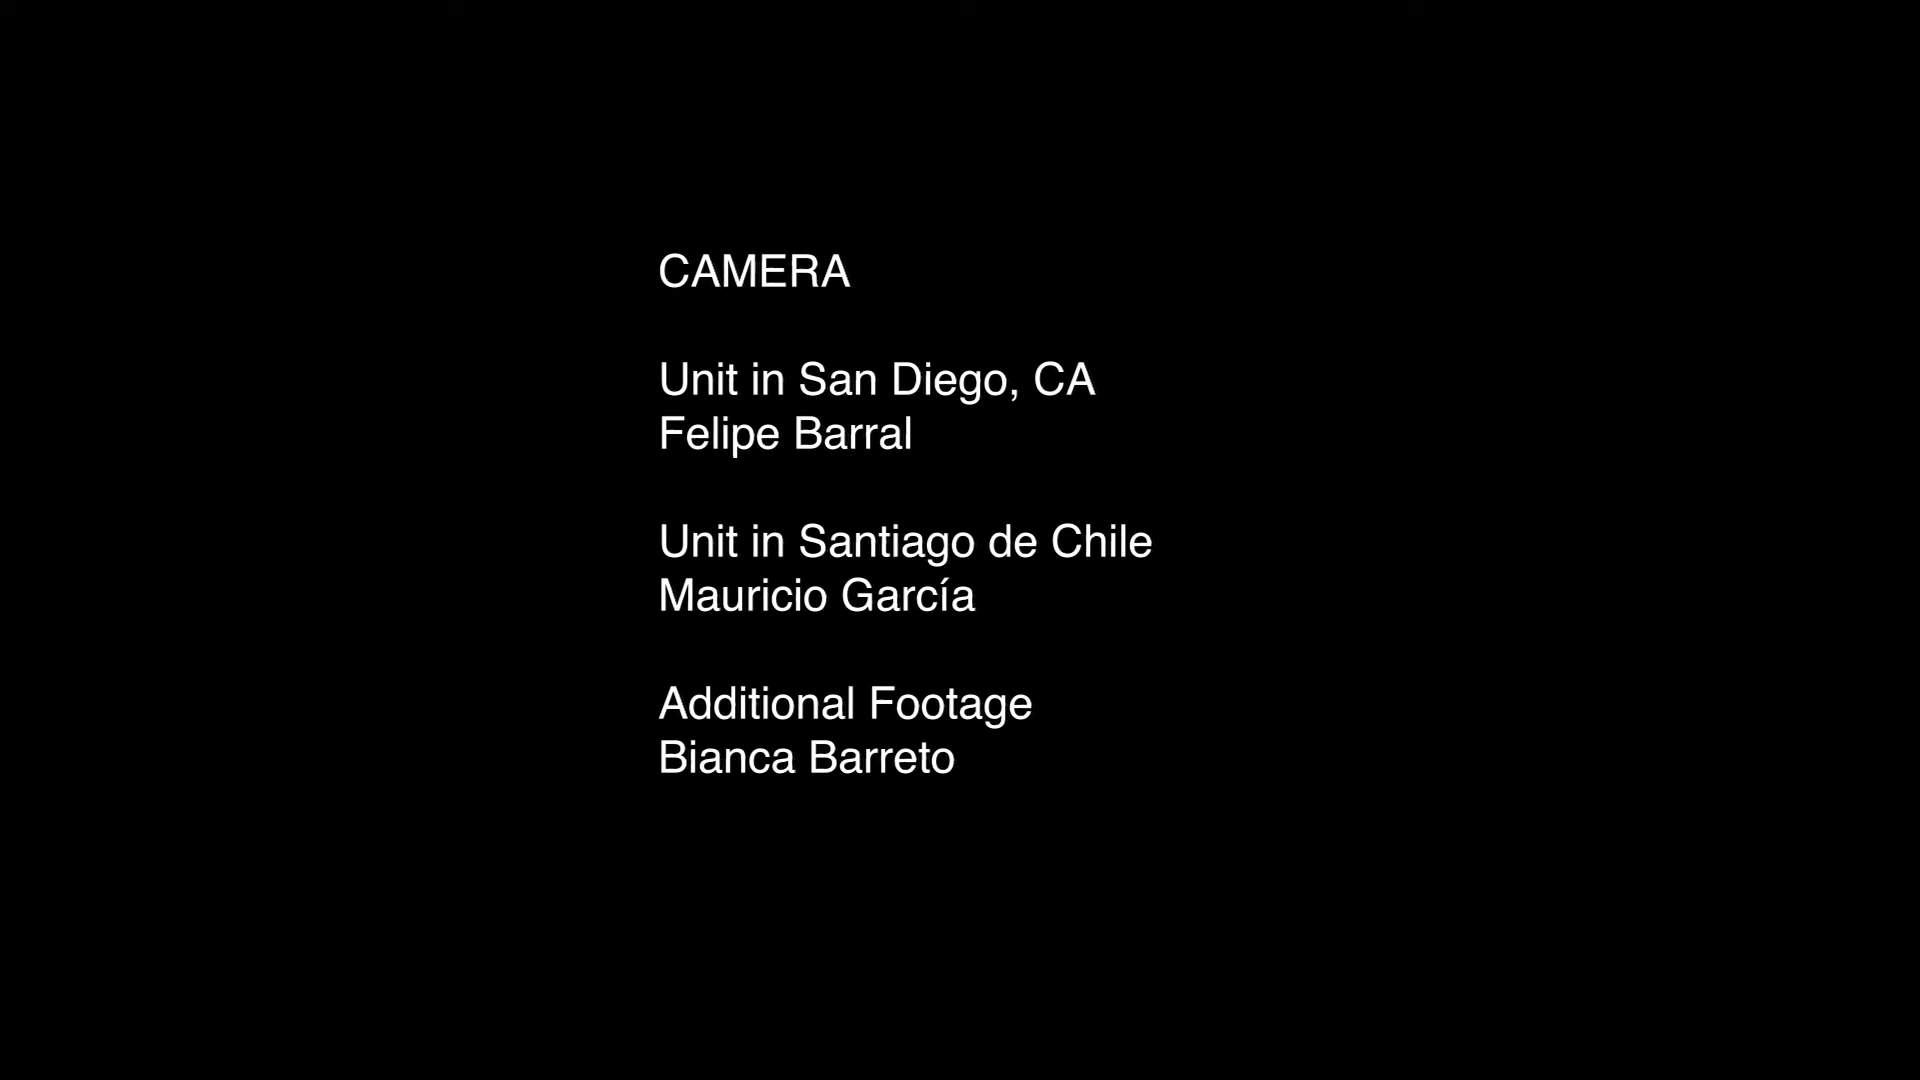 CAMERA
Unit in San Diego, CA
Felipe Barral
Unit in Santiago de Chile
Mauricio García
Additional Footage
Bianca Barreto